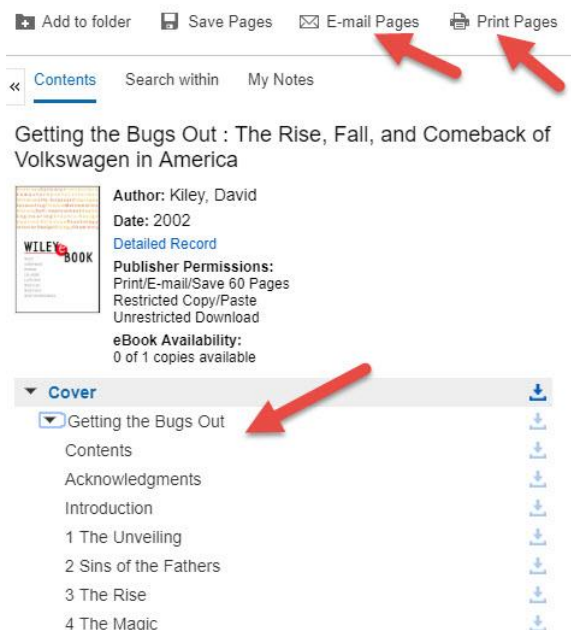 Add to folder Save Pages E-mail Pages Print Pages
« Contents Search within My Notes
Getting the Bugs Out : The Rise, Fall, and Comeback of
Volkswagen in America
WILEY e
BOOK
Author: Kiley, David
Date: 2002
Detailed Record
Publisher Permissions:
Print/E-mail/Save 60 Pages
Restricted Copy/Paste
Unrestricted Download
eBook Availability:
0 of 1 copies available
Cover
Getting the Bugs Out
Contents
Acknowledgments
Introduction
1 The Unveiling
2 Sins of the Fathers
3 The Rise
4 The Magic